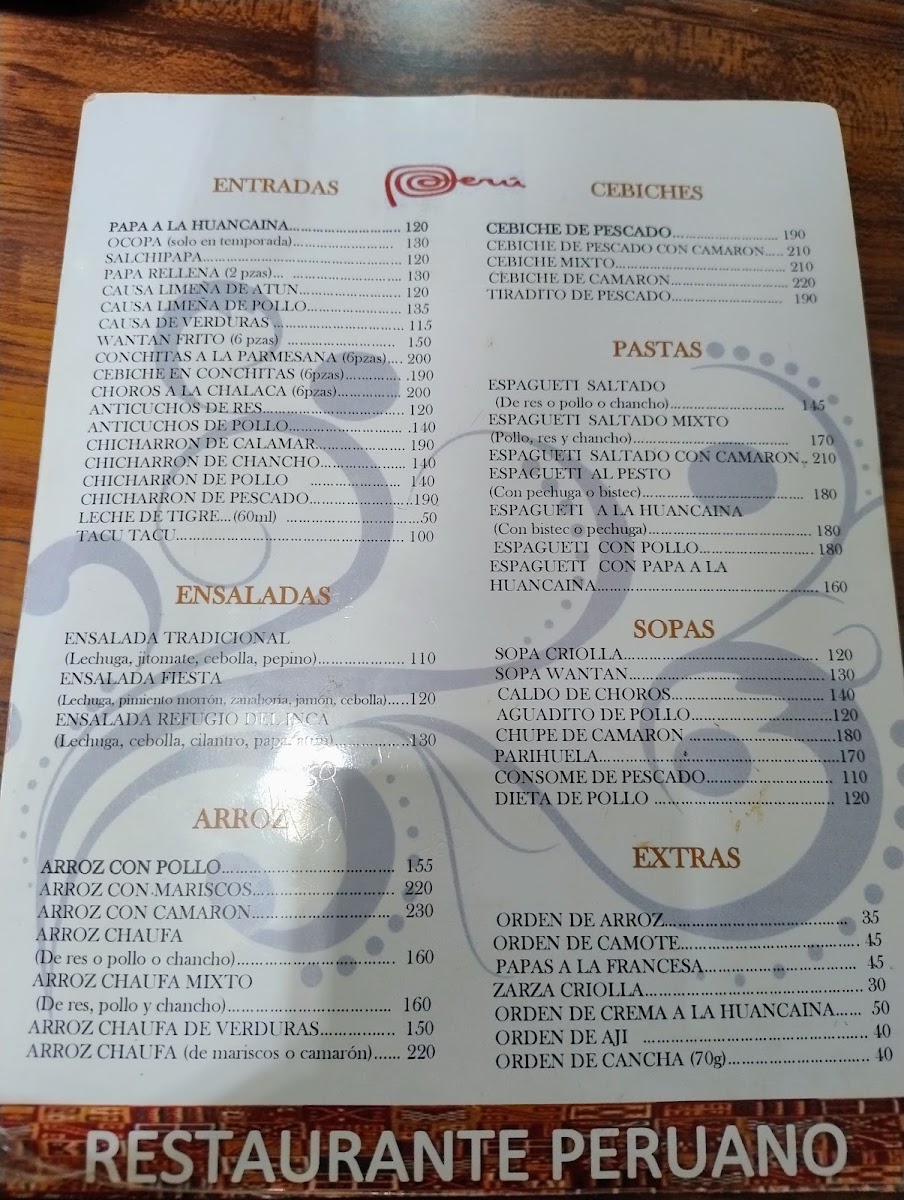 Perú
ENTRADAS
PAPA A LA HUANCAINA................................ 120
OCOPA (solo en temporada)......................... 130
SALCHIPAPA.................................................. 120
PAPA RELLENA (2 pzas)... ............................ 130
CAUSA LIMEÑA DE ATUN.......................... 120
CAUSA LIMEÑA DE POLLO........................ 135
CAUSA DE VERDURAS ................................ 115
WANTAN FRITO (6 pzas) ............................. 150
CONCHITAS A LA PARMESANA (6pzas).... 200
CEBICHE EN CONCHITAS (6pzas)............. .190
CHOROS A LA CHALACA (6pzas)............... 200
ANTICUCHOS DE RES.................................. 120
ANTICUCHOS DE POLLO........................... .140
CHICHARRON DE CALAMAR..................... 190
CHICHARRON DE CHANCHO.................... 140
CHICHARRON DE POLLO ...................... 140
CHICHARRON DE PESCADO.......................190
LECHE DE TIGRE...(60ml) ..............................50
TACU TACU..................................................... 100
ENSALADAS
ENSALADA TRADICIONAL
(Lechuga, jitomate, cebolla, pepino)..................... 110
ENSALADA FIESTA
(Lechuga, pimiento morrón, zanahoria, jamón, cebolla).....120
ENSALADA REFUGIO DEL INCA
(Lechuga, cebolla, cilantro, papa, atún)..................130
ARROZ
ARROZ CON POLLO..................................... 155
ARROZ CON MARISCOS.............................. 220
ARROZ CON CAMARON............................. 230
ARROZ CHAUFA
(De res o pollo o chancho)................................... 160
ARROZ CHAUFA MIXTO
(De res, pollo y chancho)..................................... 160
ARROZ CHAUFA DE VERDURAS................ 150
ARROZ CHAUFA (de mariscos o camarón)...... 220
CEBICHES
CEBICHE DE PESCADO......................... 190
CEBICHE DE PESCADO CON CAMARON..... 210
CEBICHE MIXTO........................................ 210
CEBICHE DE CAMARON........................... 220
TIRADITO DE PESCADO........................... 190
PASTAS
ESPAGUETI SALTADO
(De res o pollo o chancho)........................... 145
ESPAGUETI SALTADO MIXTO
(Pollo, res y chancho)..................................... 170
ESPAGUETI SALTADO CON CAMARON.. 210
ESPAGUETI AL PESTO
(Con pechuga o bistec)...................................... 180
ESPAGUETI A LA HUANCAINA
(Con bistec o pechuga)....................................... 180
ESPAGUETI CON POLLO........................... 180
ESPAGUETI CON PAPA A LA
HUANCAINA................................................... 160
SOPAS
SOPA CRIOLLA............................................. 120
SOPA WANTAN............................................. 130
CALDO DE CHOROS.................................... 140
AGUADITO DE POLLO................................120
CHUPE DE CAMARON .................................180
PARIHUELA......................................................170
CONSOME DE PESCADO............................ 110
DIETA DE POLLO ........................................ 120
EXTRAS
ORDEN DE ARROZ......................................... 35
ORDEN DE CAMOTE........................................ 45
PAPAS A LA FRANCESA.................................. 45
ZARZA CRIOLLA................................................ 30
ORDEN DE CREMA A LA HUANCAINA...... 50
ORDEN DE AJI .................................................. 40
ORDEN DE CANCHA (70g)................................ 40
RESTAURANTE PERUANO